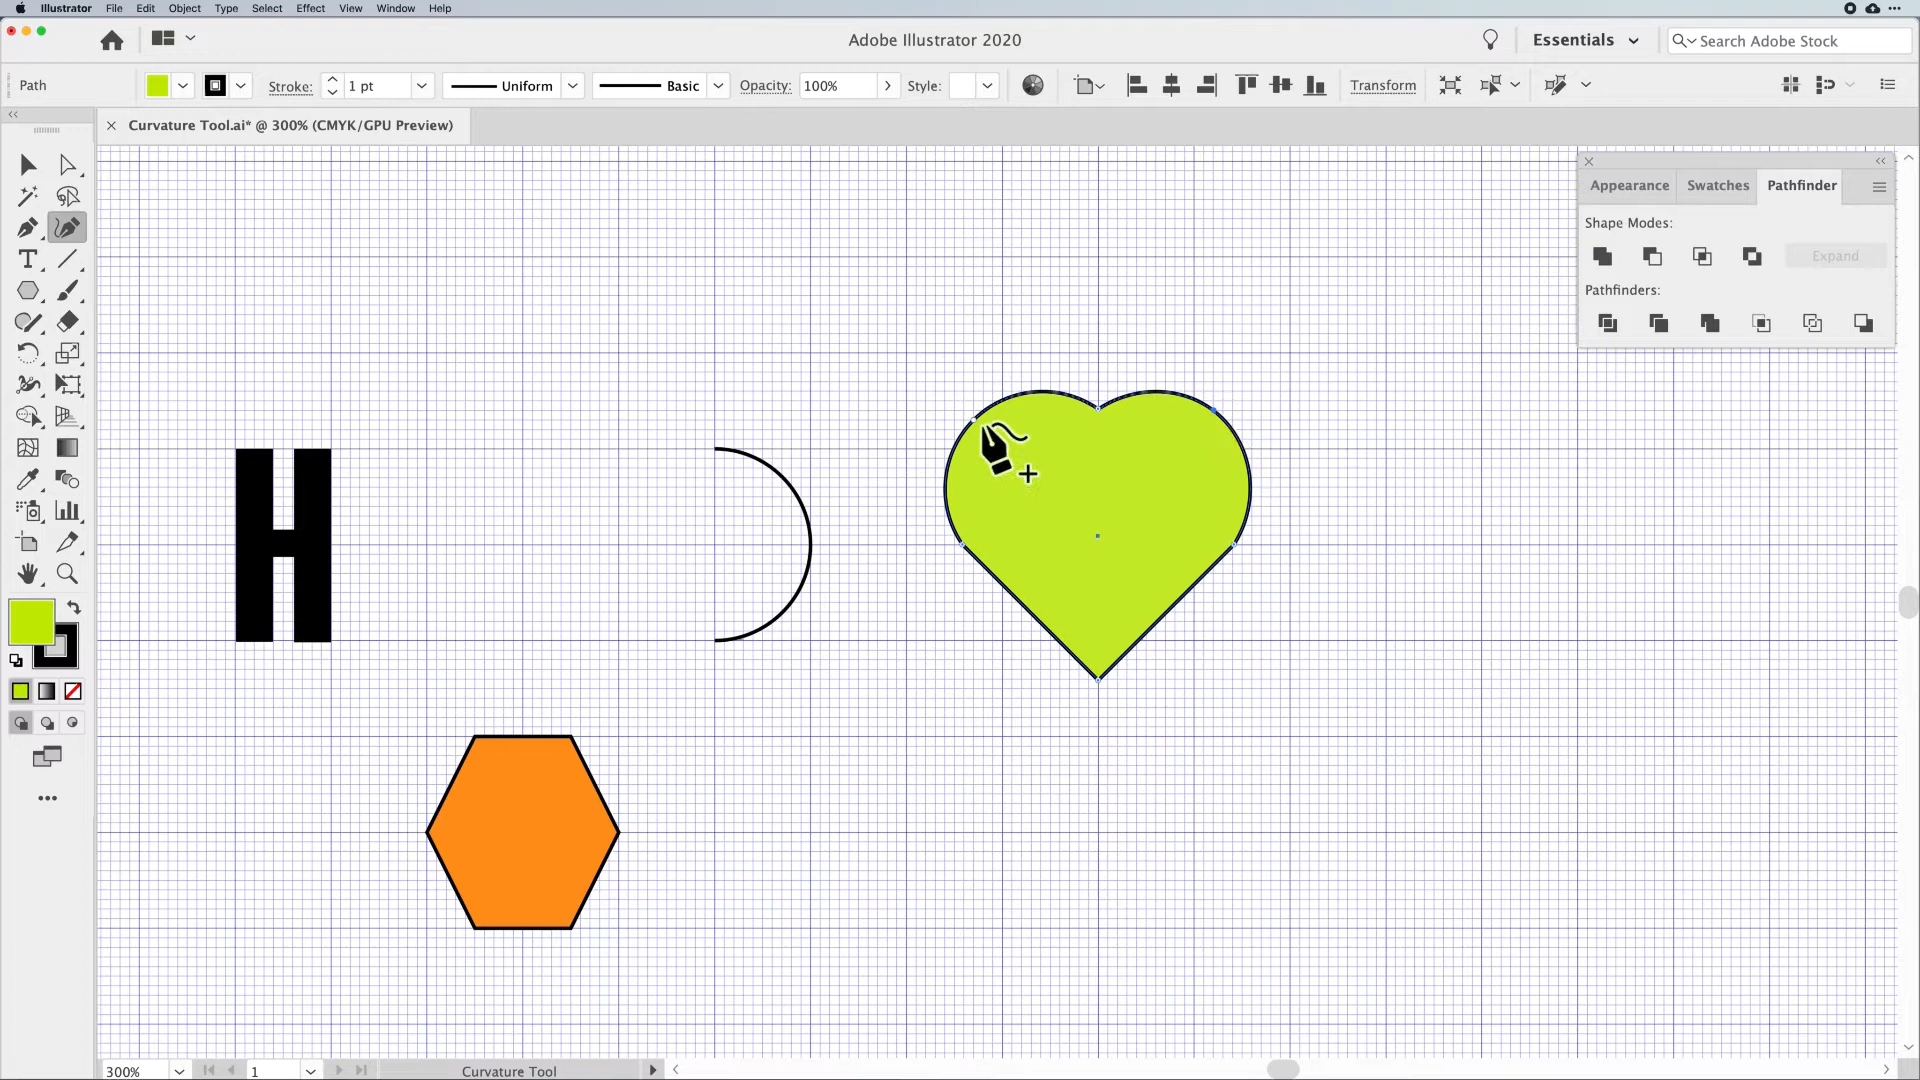 Illustrator File Edit Object Type Select Effect View Window Help
Adobe Illustrator 2020
Essentials
Search Adobe Stock
Path
Stroke: 1 pt Uniform Basic Opacity: 100% Style: Transform
Curvature Tool.ai* @ 300% (CMYK/GPU Preview)
Appearance Swatches Pathfinder
Shape Modes:
Expand
Pathfinders:
H
300% 1 Curvature Tool